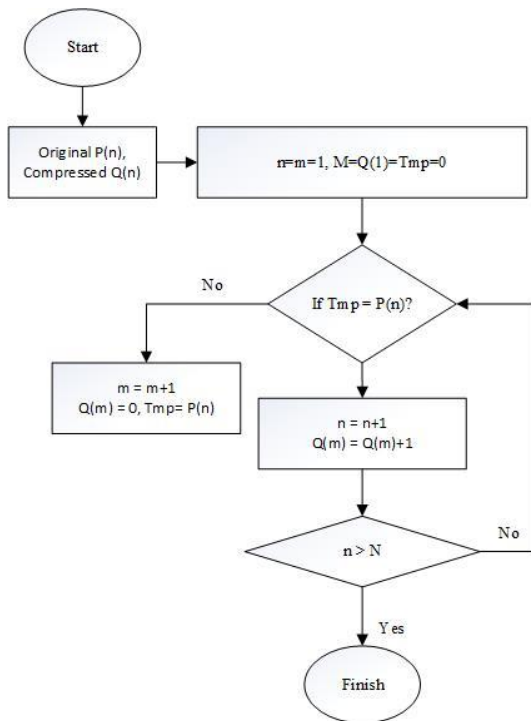 Start
Original P(n),
Compressed Q(n)
n=m=1, M=Q(1)=Tmp=0
If Tmp = P(n)?
No
m = m+1
Q(m) = 0, Tmp= P(n)
n = n+1
Q(m) = Q(m)+1
n > N
No
Yes
Finish